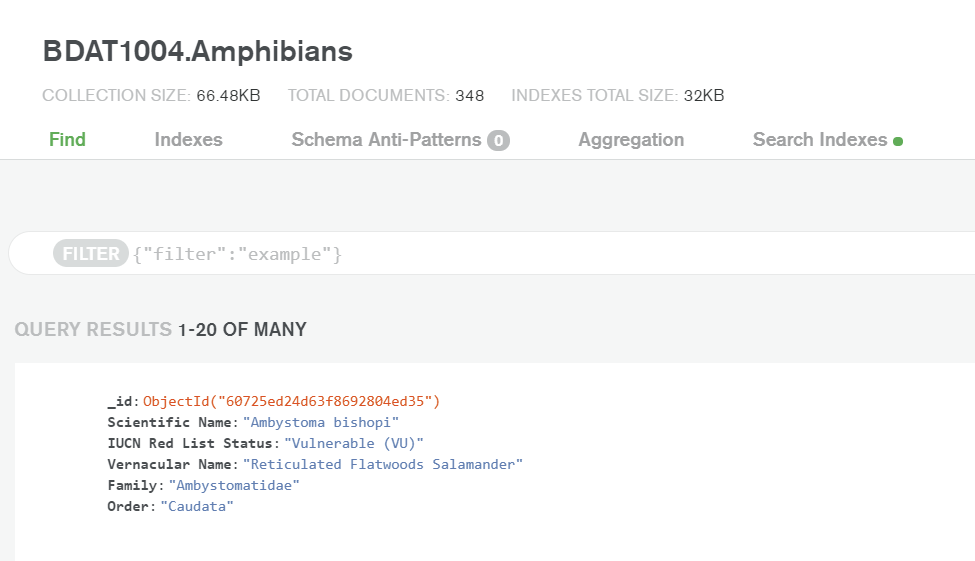 BDAT1004.Amphibians
COLLECTION SIZE: 66.48KB TOTAL DOCUMENTS: 348 INDEXES TOTAL SIZE: 32KB
Find Indexes Schema Anti-Patterns 0 Aggregation Search Indexes
FILTER {"filter":"example"}
QUERY RESULTS 1-20 OF MANY
_id: ObjectId("60725ed24d63f8692804ed35")
Scientific Name: "Ambystoma bishopi"
IUCN Red List Status: "Vulnerable (VU)"
Vernacular Name: "Reticulated Flatwoods Salamander"
Family: "Ambystomatidae"
Order: "Caudata"